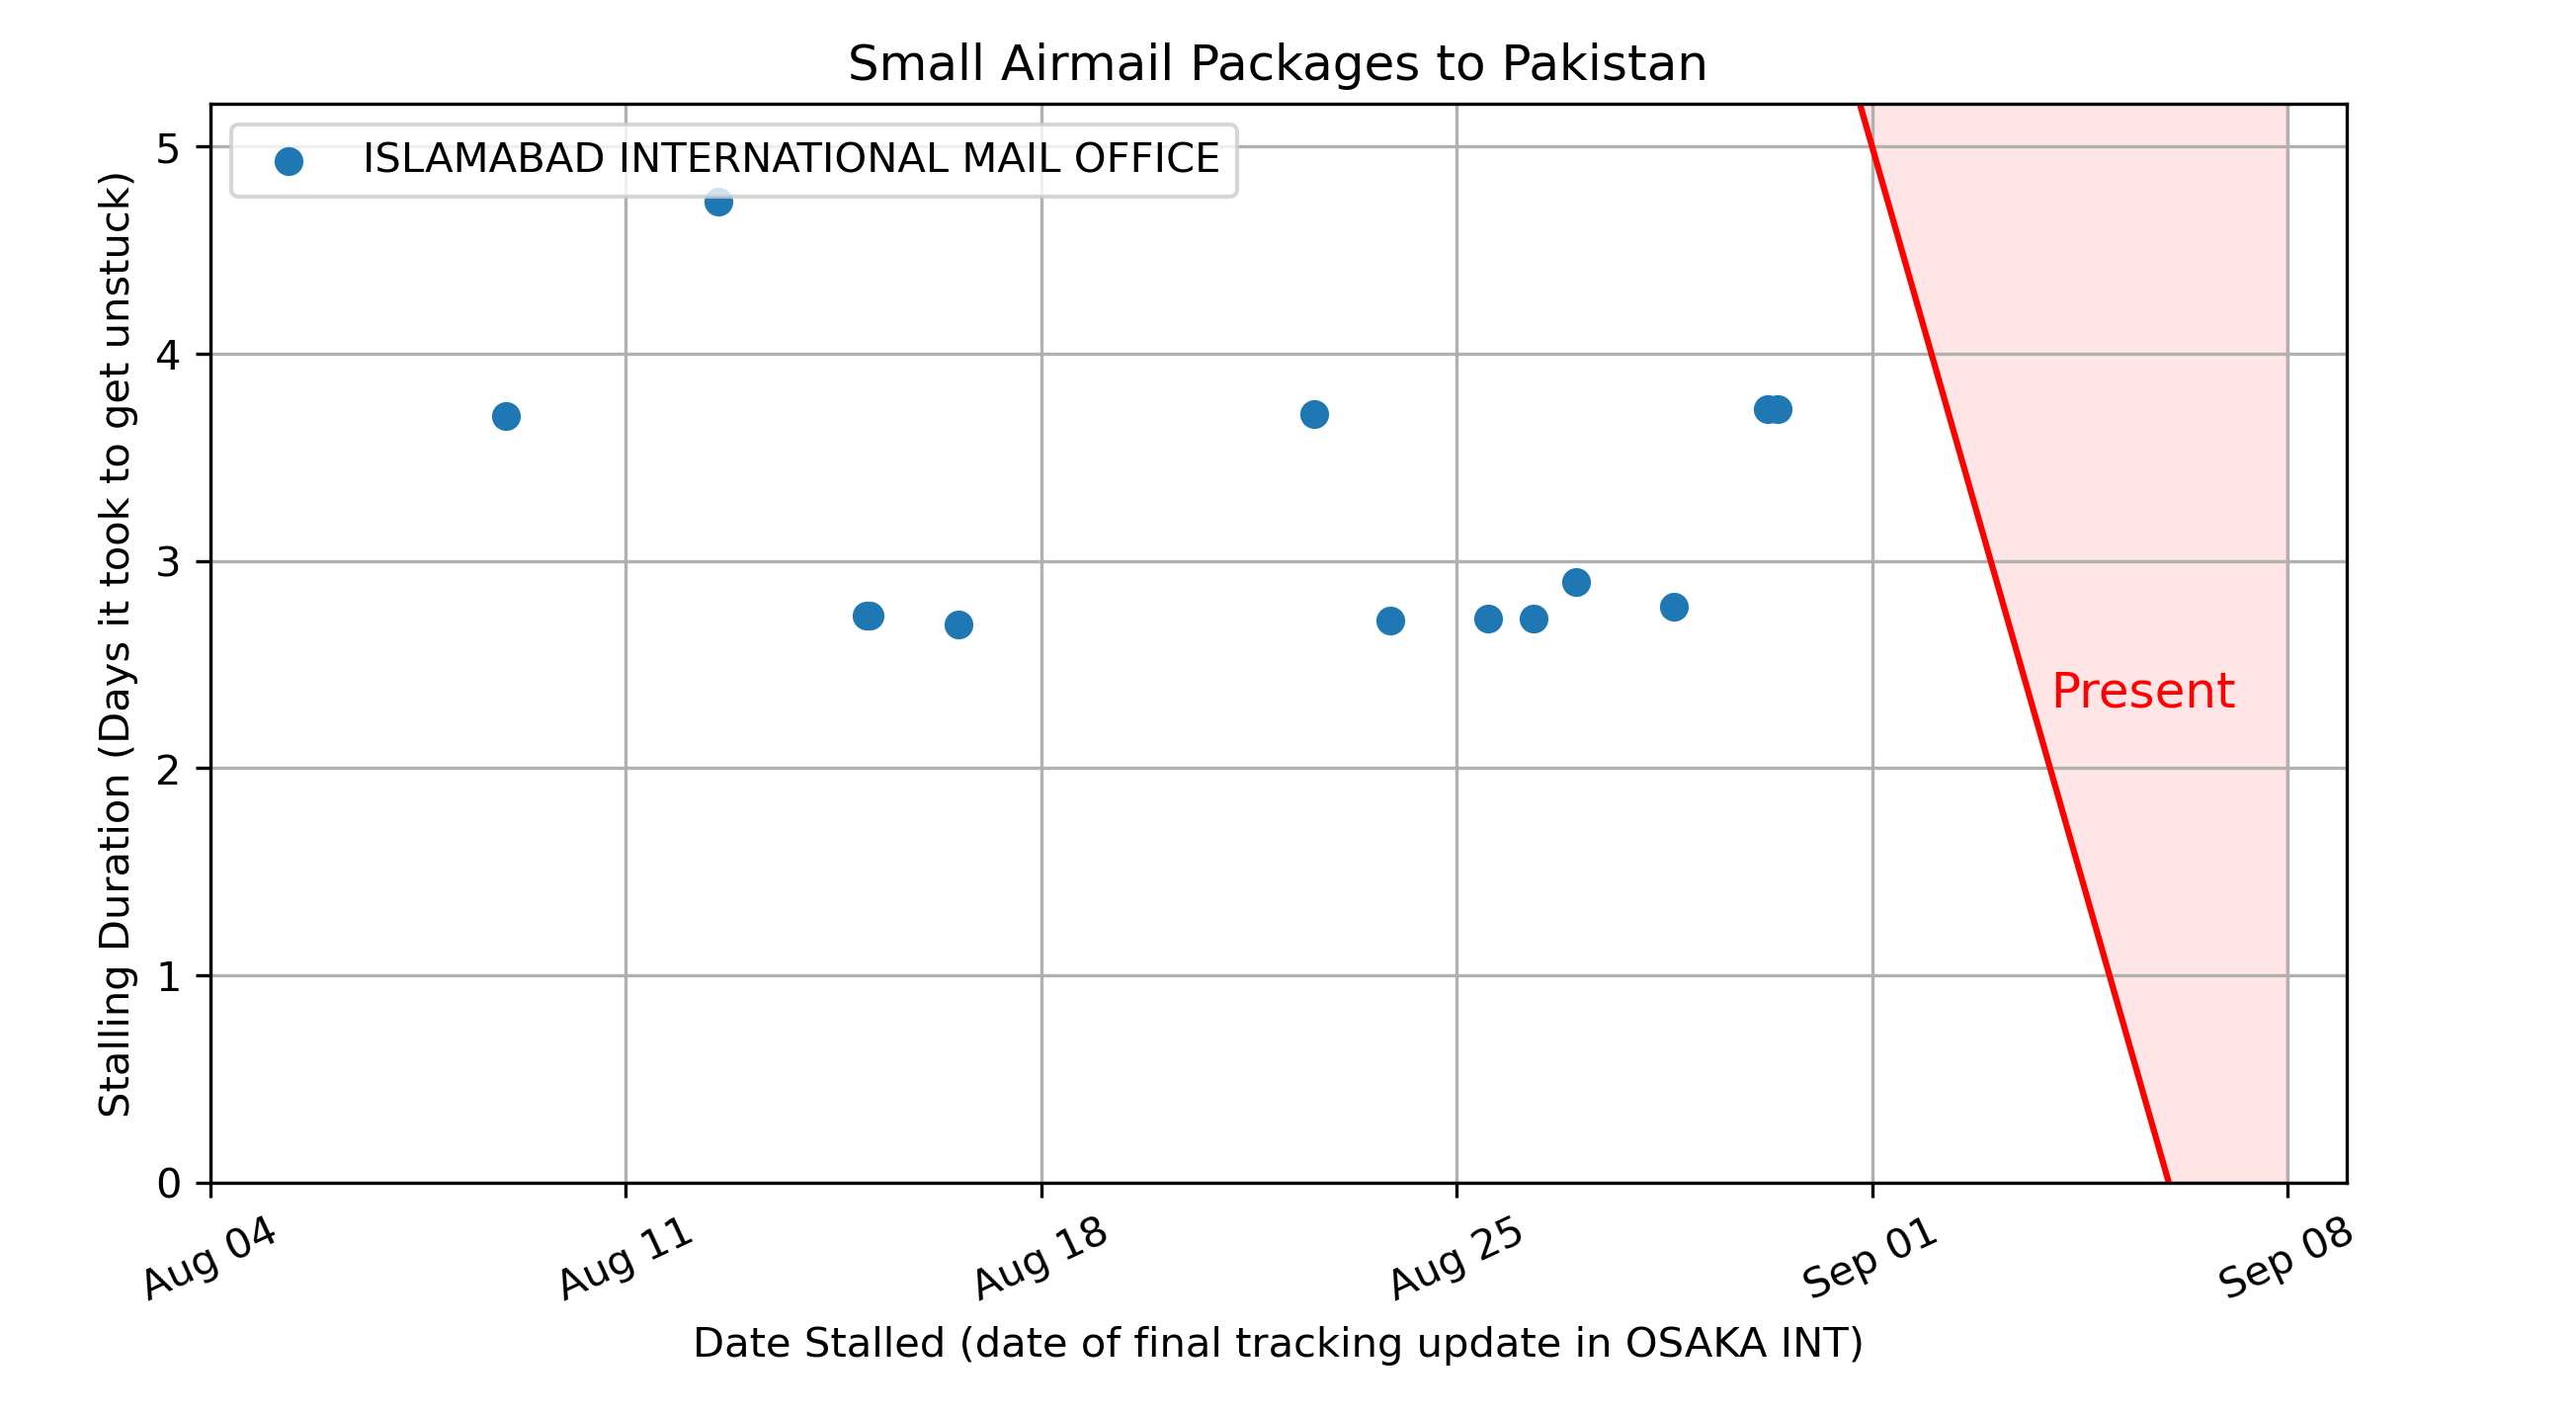 Small Airmail Packages to Pakistan
ISLAMABAD INTERNATIONAL MAIL OFFICE
Stalling Duration (Days it took to get unstuck)
5
4
3
2
1
0
Present
Aug 04
Aug 11
Aug 18
Aug 25
Sep 01
Sep 08
Date Stalled (date of final tracking update in OSAKA INT)